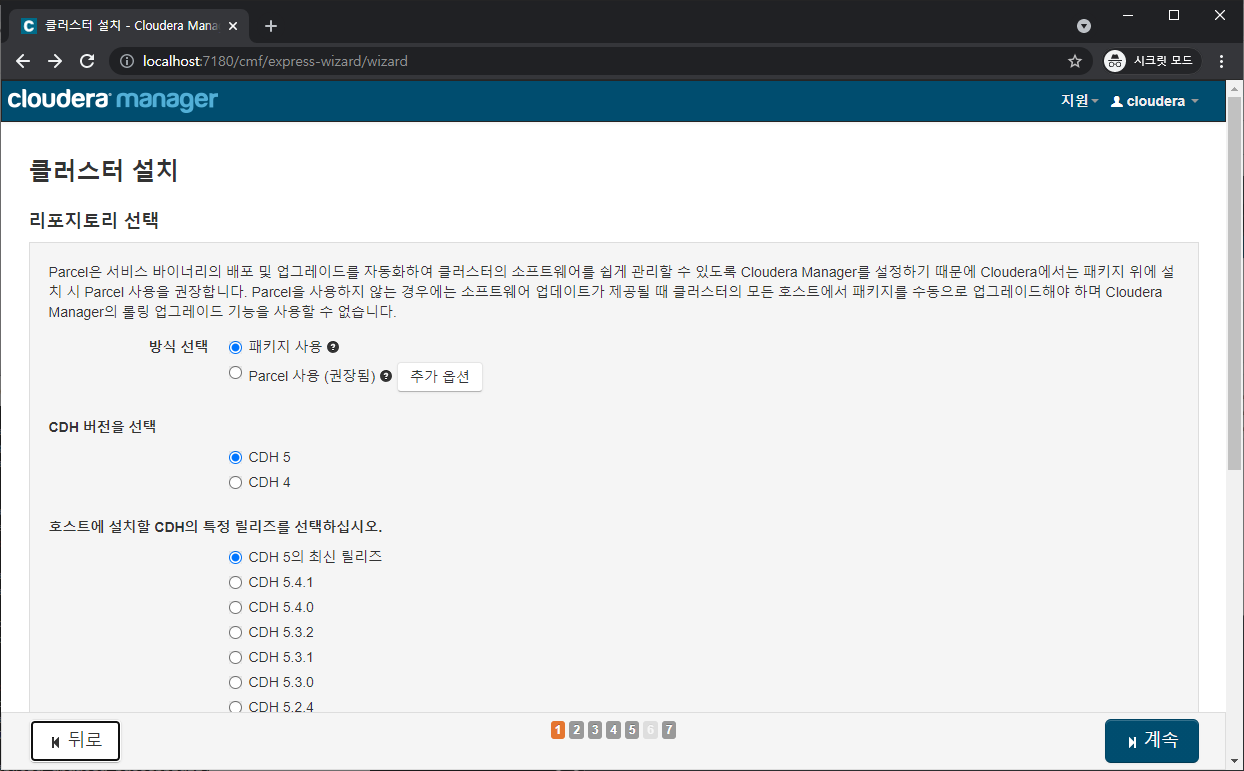 클러스터 설치 - Cloudera Mana
localhost:7180/cmf/express-wizard/wizard
시크릿 모드
cloudera manager
지원
cloudera
클러스터 설치
리포지토리 선택
Parcel은 서비스 바이너리의 배포 및 업그레이드를 자동화하여 클러스터의 소프트웨어를 쉽게 관리할 수 있도록 Cloudera Manager를 설정하기 때문에 Cloudera에서는 패키지 위에 설
치 시 Parcel 사용을 권장합니다. Parcel을 사용하지 않는 경우에는 소프트웨어 업데이트가 제공될 때 클러스터의 모든 호스트에서 패키지를 수동으로 업그레이드해야 하며 Cloudera
Manager의 롤링 업그레이드 기능을 사용할 수 없습니다.
방식 선택 패키지 사용 ?
Parcel 사용 (권장됨) ? 추가 옵션
CDH 버전을 선택
CDH 5
CDH 4
호스트에 설치할 CDH의 특정 릴리즈를 선택하십시오.
CDH 5의 최신 릴리즈
CDH 5.4.1
CDH 5.4.0
CDH 5.3.2
CDH 5.3.1
CDH 5.3.0
CDH 5.2.4
뒤로
1 2 3 4 5 6 7
계속